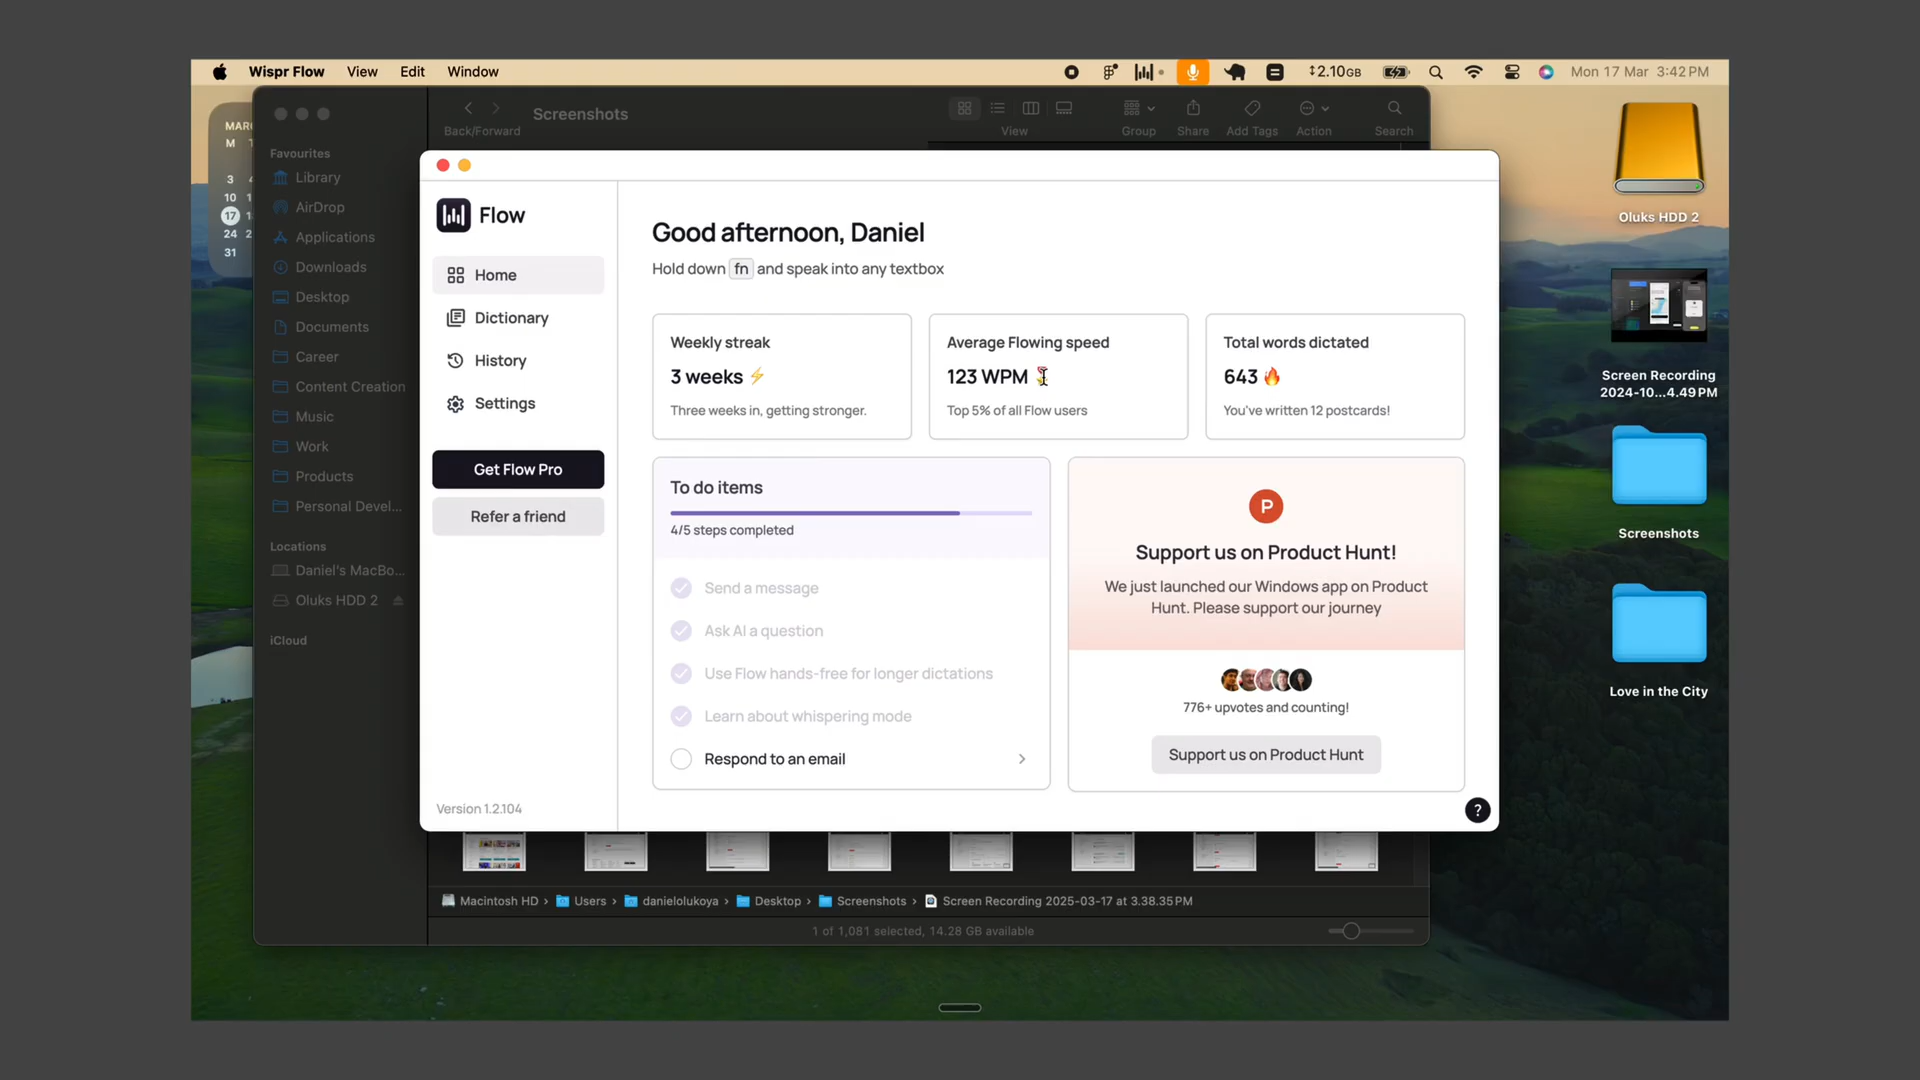 Wispr Flow View Edit Window
2.10GB
Mon 17 Mar 3:42 PM
M
3
10
17
24
31
Screenshots
Back/Forward
View
Group
Share
Add Tags
Action
Search
Favourites
Library
AirDrop
Applications
Downloads
Desktop
Documents
Career
Content Creation
Music
Work
Products
Personal Devel...
Locations
Daniel's MacBo...
Oluks HDD 2
iCloud
Flow
Home
Dictionary
History
Settings
Get Flow Pro
Refer a friend
Version 1.2.104
Good afternoon, Daniel
Hold down fn and speak into any textbox
Weekly streak
3 weeks ⚡
Three weeks in, getting stronger.
Average Flowing speed
123 WPM
Top 5% of all Flow users
Total words dictated
643 🔥
You've written 12 postcards!
To do items
4/5 steps completed
Send a message
Ask AI a question
Use Flow hands-free for longer dictations
Learn about whispering mode
Respond to an email
P
Support us on Product Hunt!
We just launched our Windows app on Product
Hunt. Please support our journey
776+ upvotes and counting!
Support us on Product Hunt
?
Macintosh HD › Users › danielolukoya › Desktop › Screenshots › Screen Recording 2025-03-17 at 3.38.35 PM
1 of 1,081 selected, 14.28 GB available
Oluks HDD 2
Screen Recording
2024-10...4.49 PM
Screenshots
Love in the City